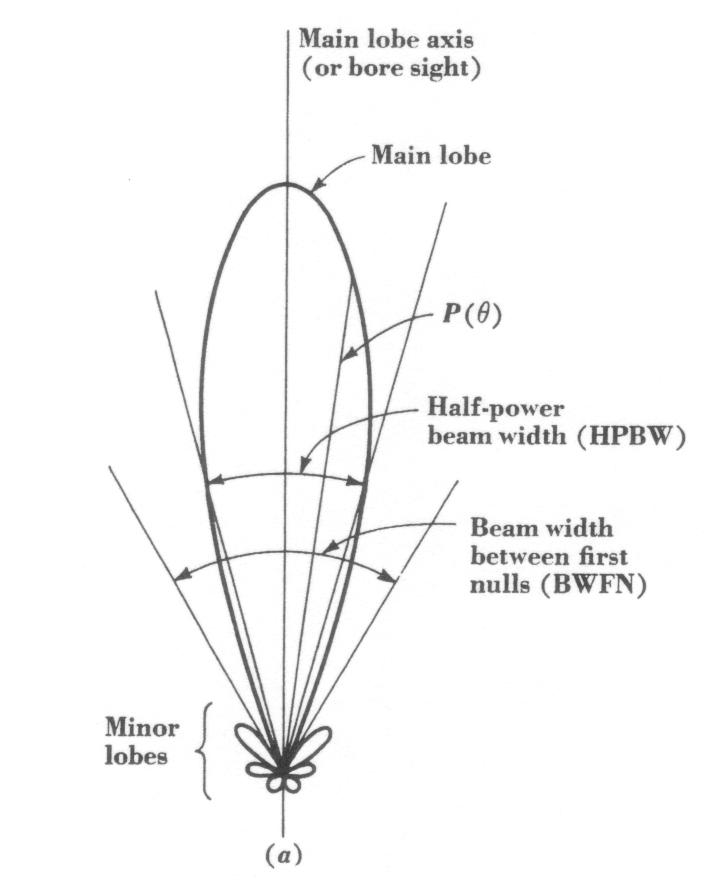 Main lobe axis
(or bore sight)
Main lobe
P(θ)
Half-power
beam width (HPBW)
Beam width
between first
nulls (BWFN)
Minor
lobes
(a)